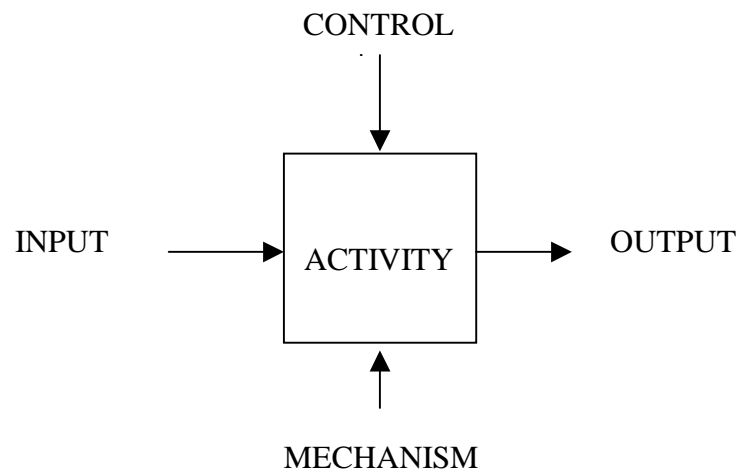 CONTROL
INPUT
OUTPUT
ACTIVITY
MECHANISM